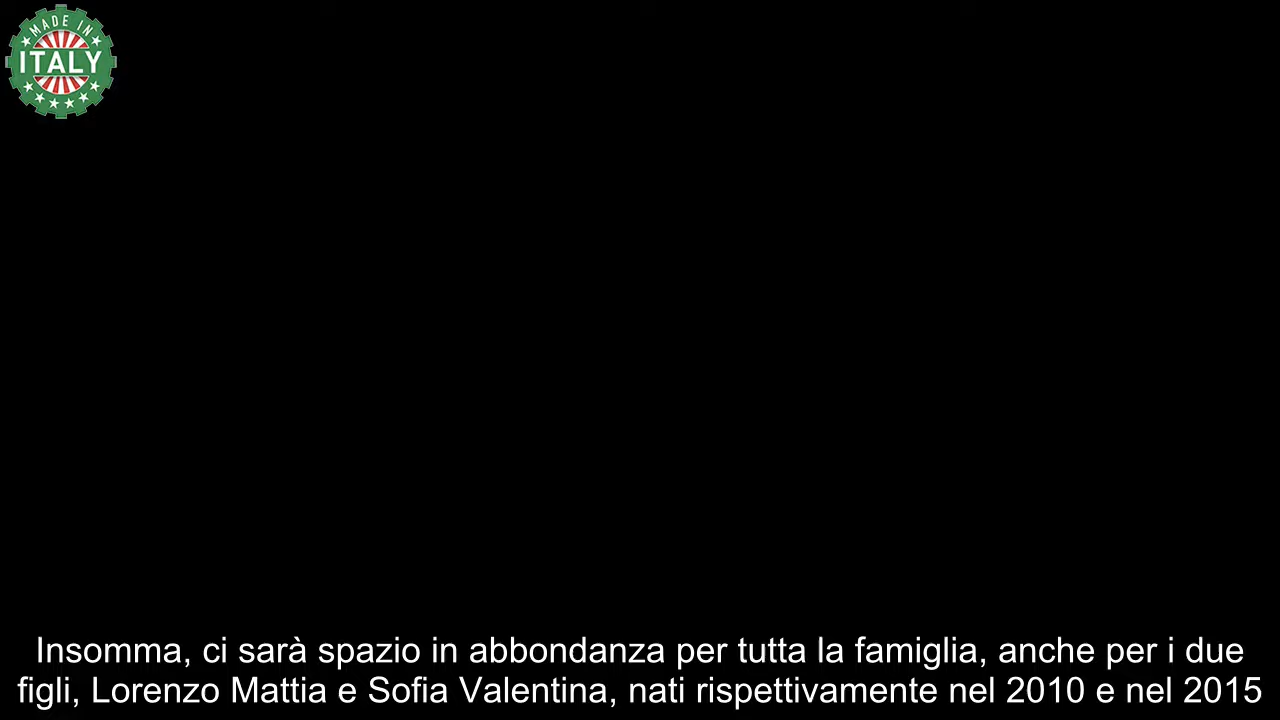 MADE IN
ITALY
Insomma, ci sarà spazio in abbondanza per tutta la famiglia, anche per i due
figli, Lorenzo Mattia e Sofia Valentina, nati rispettivamente nel 2010 e nel 2015